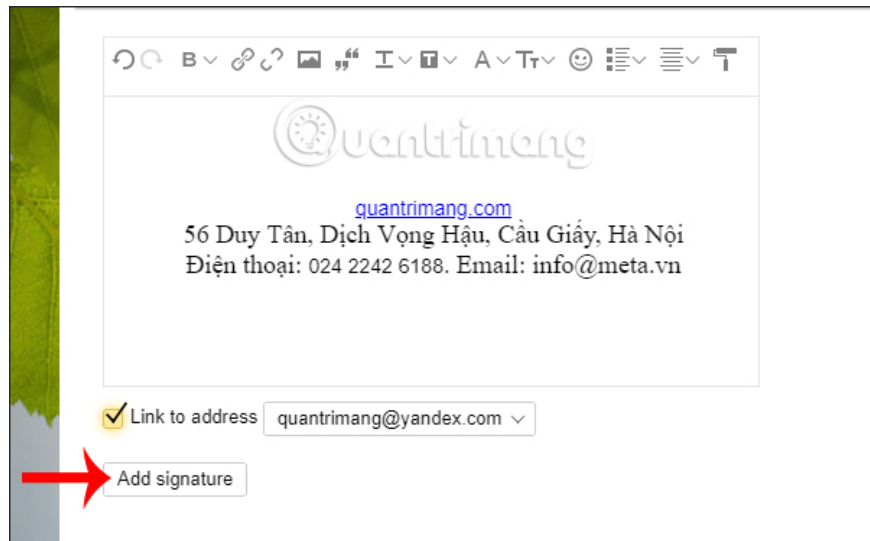 B T A TT
Quantrimang
quantrimang.com
56 Duy Tân, Dịch Vọng Hậu, Cầu Giấy, Hà Nội
Điện thoại: 024 2242 6188. Email: info@meta.vn
Link to address quantrimang@yandex.com
Add signature